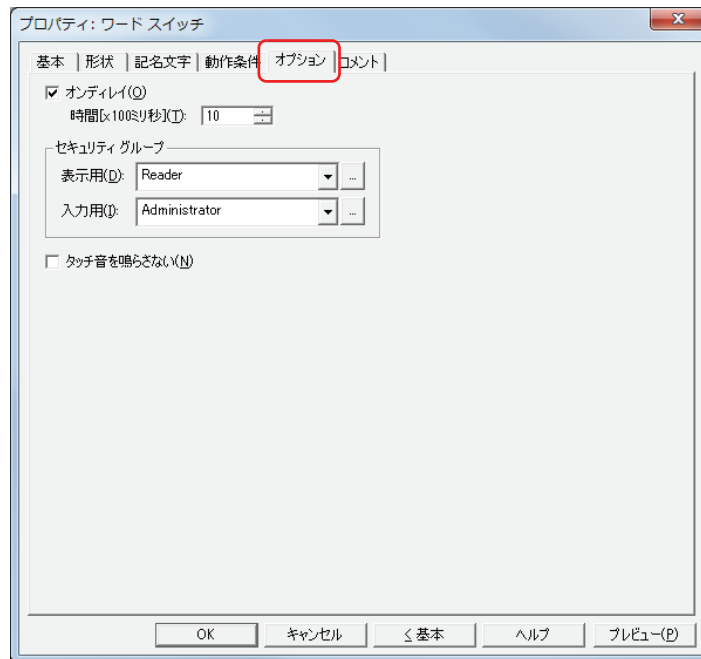 プロパティ: ワード スイッチ
基本 形状 記名文字 動作条件 オプション コメント
オンディレイ(O)
時間[×100ミリ秒](T): 10
セキュリティ グループ
表示用(D): Reader ...
入力用(I): Administrator ...
タッチ音を鳴らさない(N)
OK キャンセル < 基本 ヘルプ プレビュー(P)